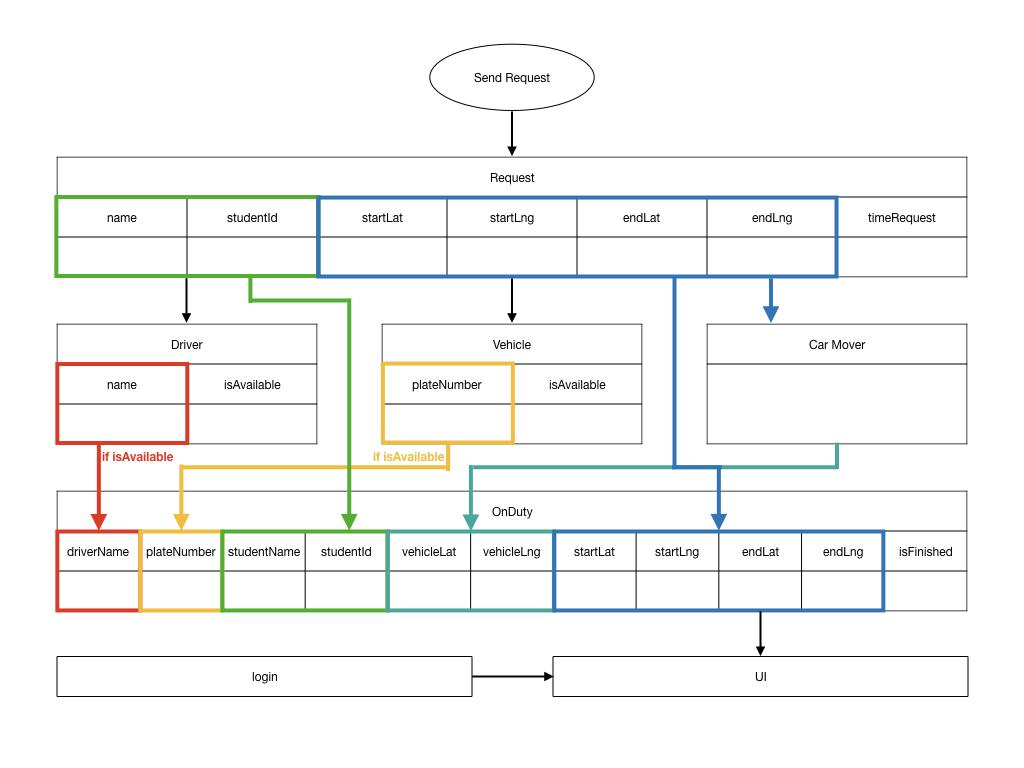 Send Request
Request
name studentId startLat startLng endLat endLng timeRequest
Driver Vehicle Car Mover
name isAvailable plateNumber isAvailable
if isAvailable if isAvailable
OnDuty
driverName plateNumber studentName studentId vehicleLat vehicleLng startLat startLng endLat endLng isFinished
login UI